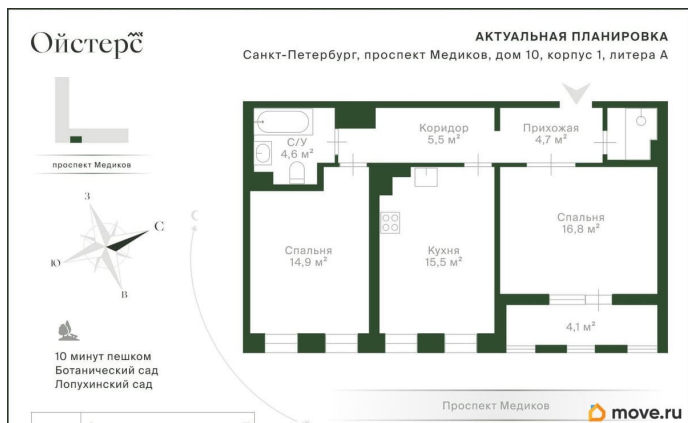 Ойстерс
АКТУАЛЬНАЯ ПЛАНИРОВКА
Санкт-Петербург, проспект Медиков, дом 10, корпус 1, литера А
проспект Медиков
З
С
Ю
В
10 минут пешком
Ботанический сад
Лопухинский сад
С/У
4,6 м²
Коридор
5,5 м²
Прихожая
4,7 м²
Спальня
14,9 м²
Кухня
15,5 м²
Спальня
16,8 м²
4,1 м²
Проспект Медиков
move.ru